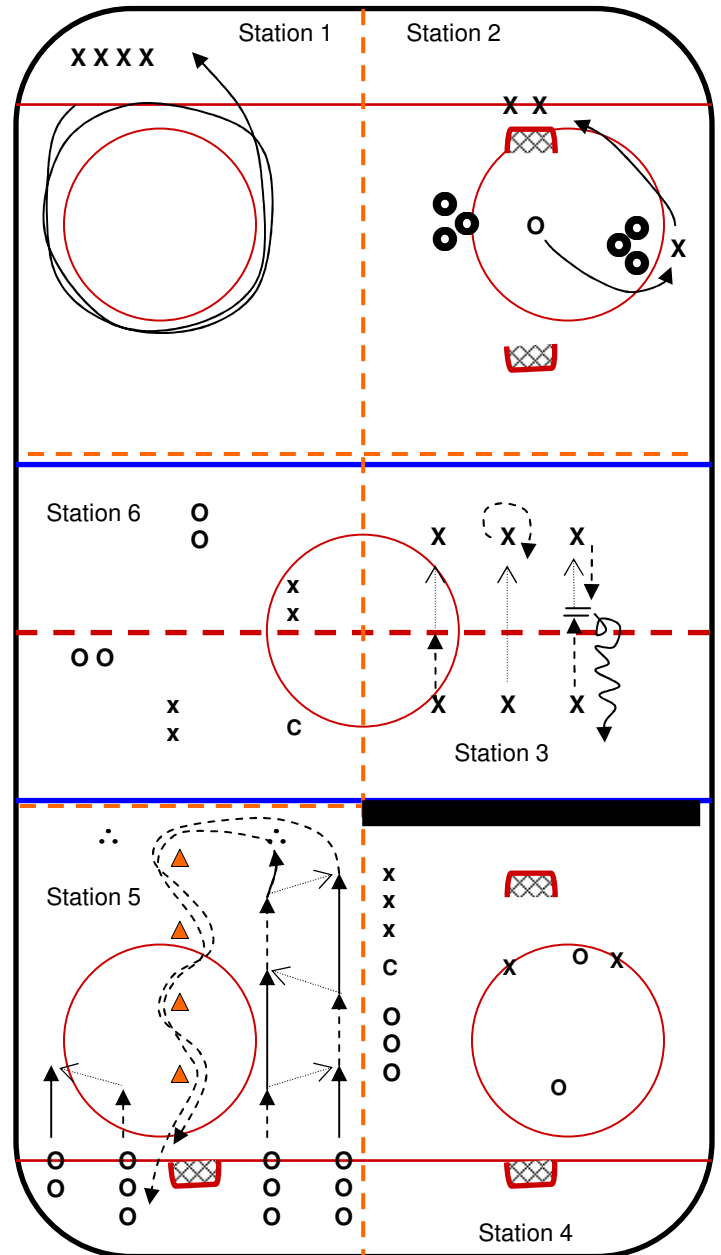 Station 1
Station 2
X X X X
X X
O
X
Station 6
O
O
X X X
x
x
O O
x
x
C
X X X
Station 3
Station 5
x
x
x
C
O
O
O
X O X
O
O O O O
O O O O
O O O
Station 4